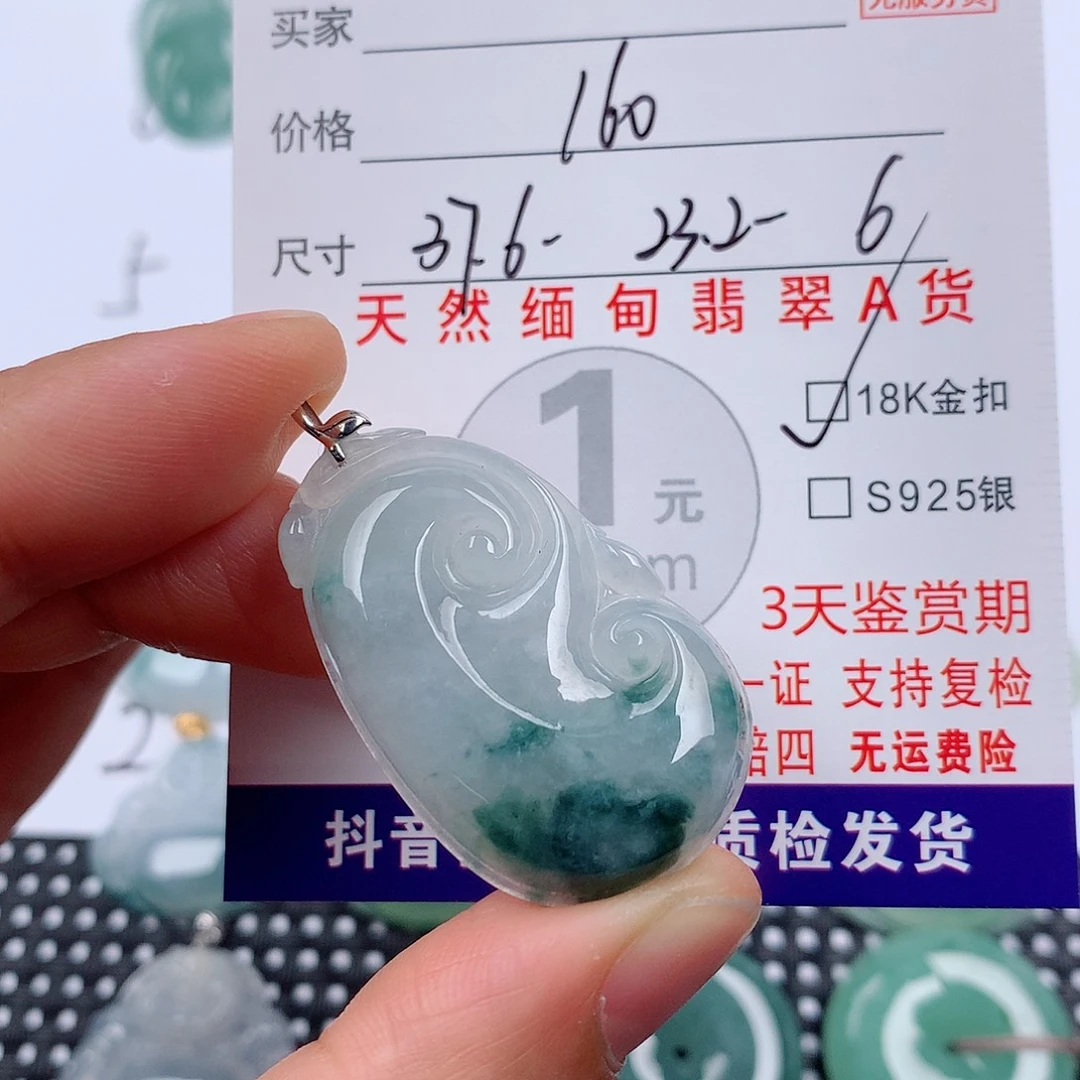 买家
价格 160
尺寸 37.6- 23.2- 6
天然缅甸翡翠A货
1元
m
18K金扣
S925银
3天鉴赏期
一证 支持复检
赔四 无运费险
抖音 质检发货
2